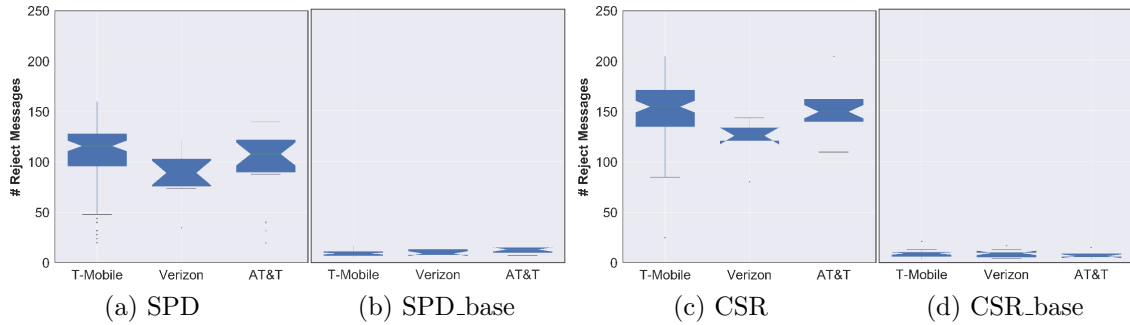 # Reject Messages
250
200
150
100
50
0
T-Mobile Verizon AT&T
T-Mobile Verizon AT&T
# Reject Messages
250
200
150
100
50
0
T-Mobile Verizon AT&T
T-Mobile Verizon AT&T
(a) SPD
(b) SPD_base
(c) CSR
(d) CSR_base